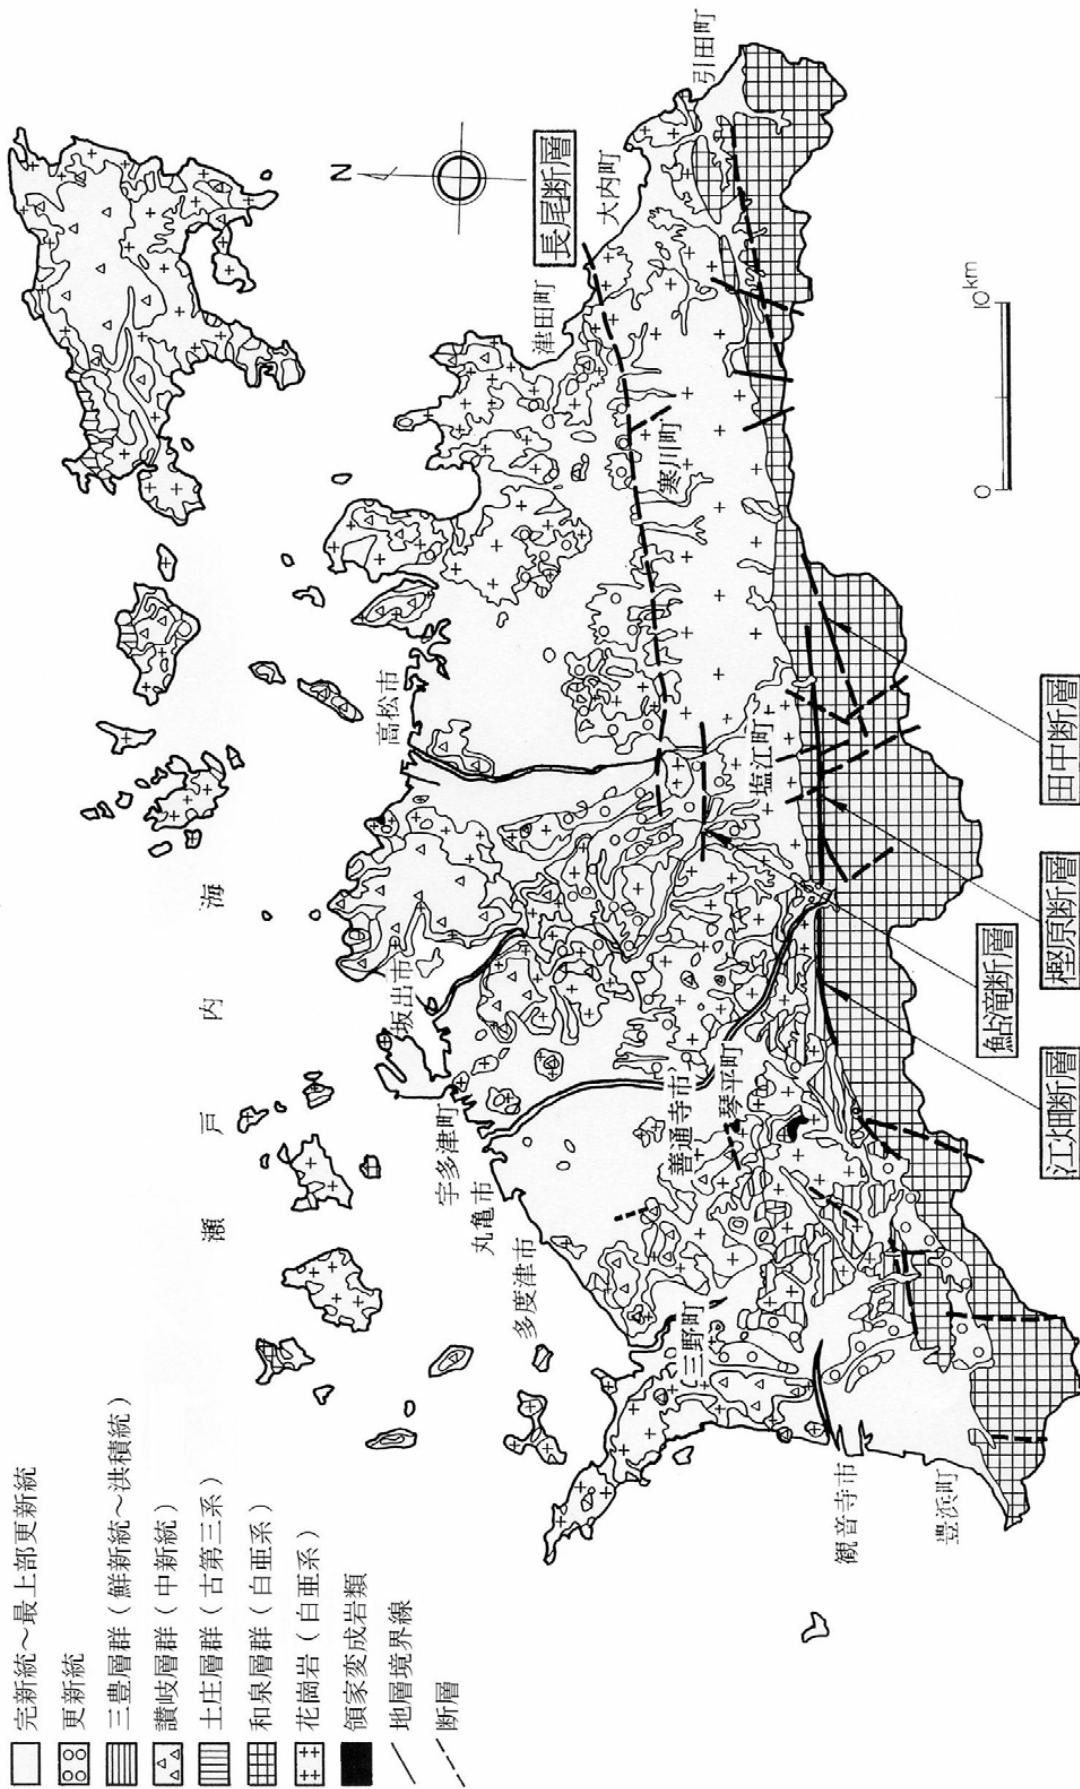 完新統～最上部更新統
更新統
三豊層群（鮮新統～洪積統）
讃岐層群（中新統）
土庄層群（古第三系）
和泉層群（白亜系）
花崗岩（白亜系）
領家変成岩類
地層境界線
断層
瀬戸内海
N
0
10km
引田町
大内町
津田町
長尾断層
寒川町
高松市
塩江町
坂出市
宇多津町
丸亀市
善通寺市
琴平町
多度津市
三野町
観音寺市
豊浜町
田中断層
樫原断層
鮎滝断層
江畑断層